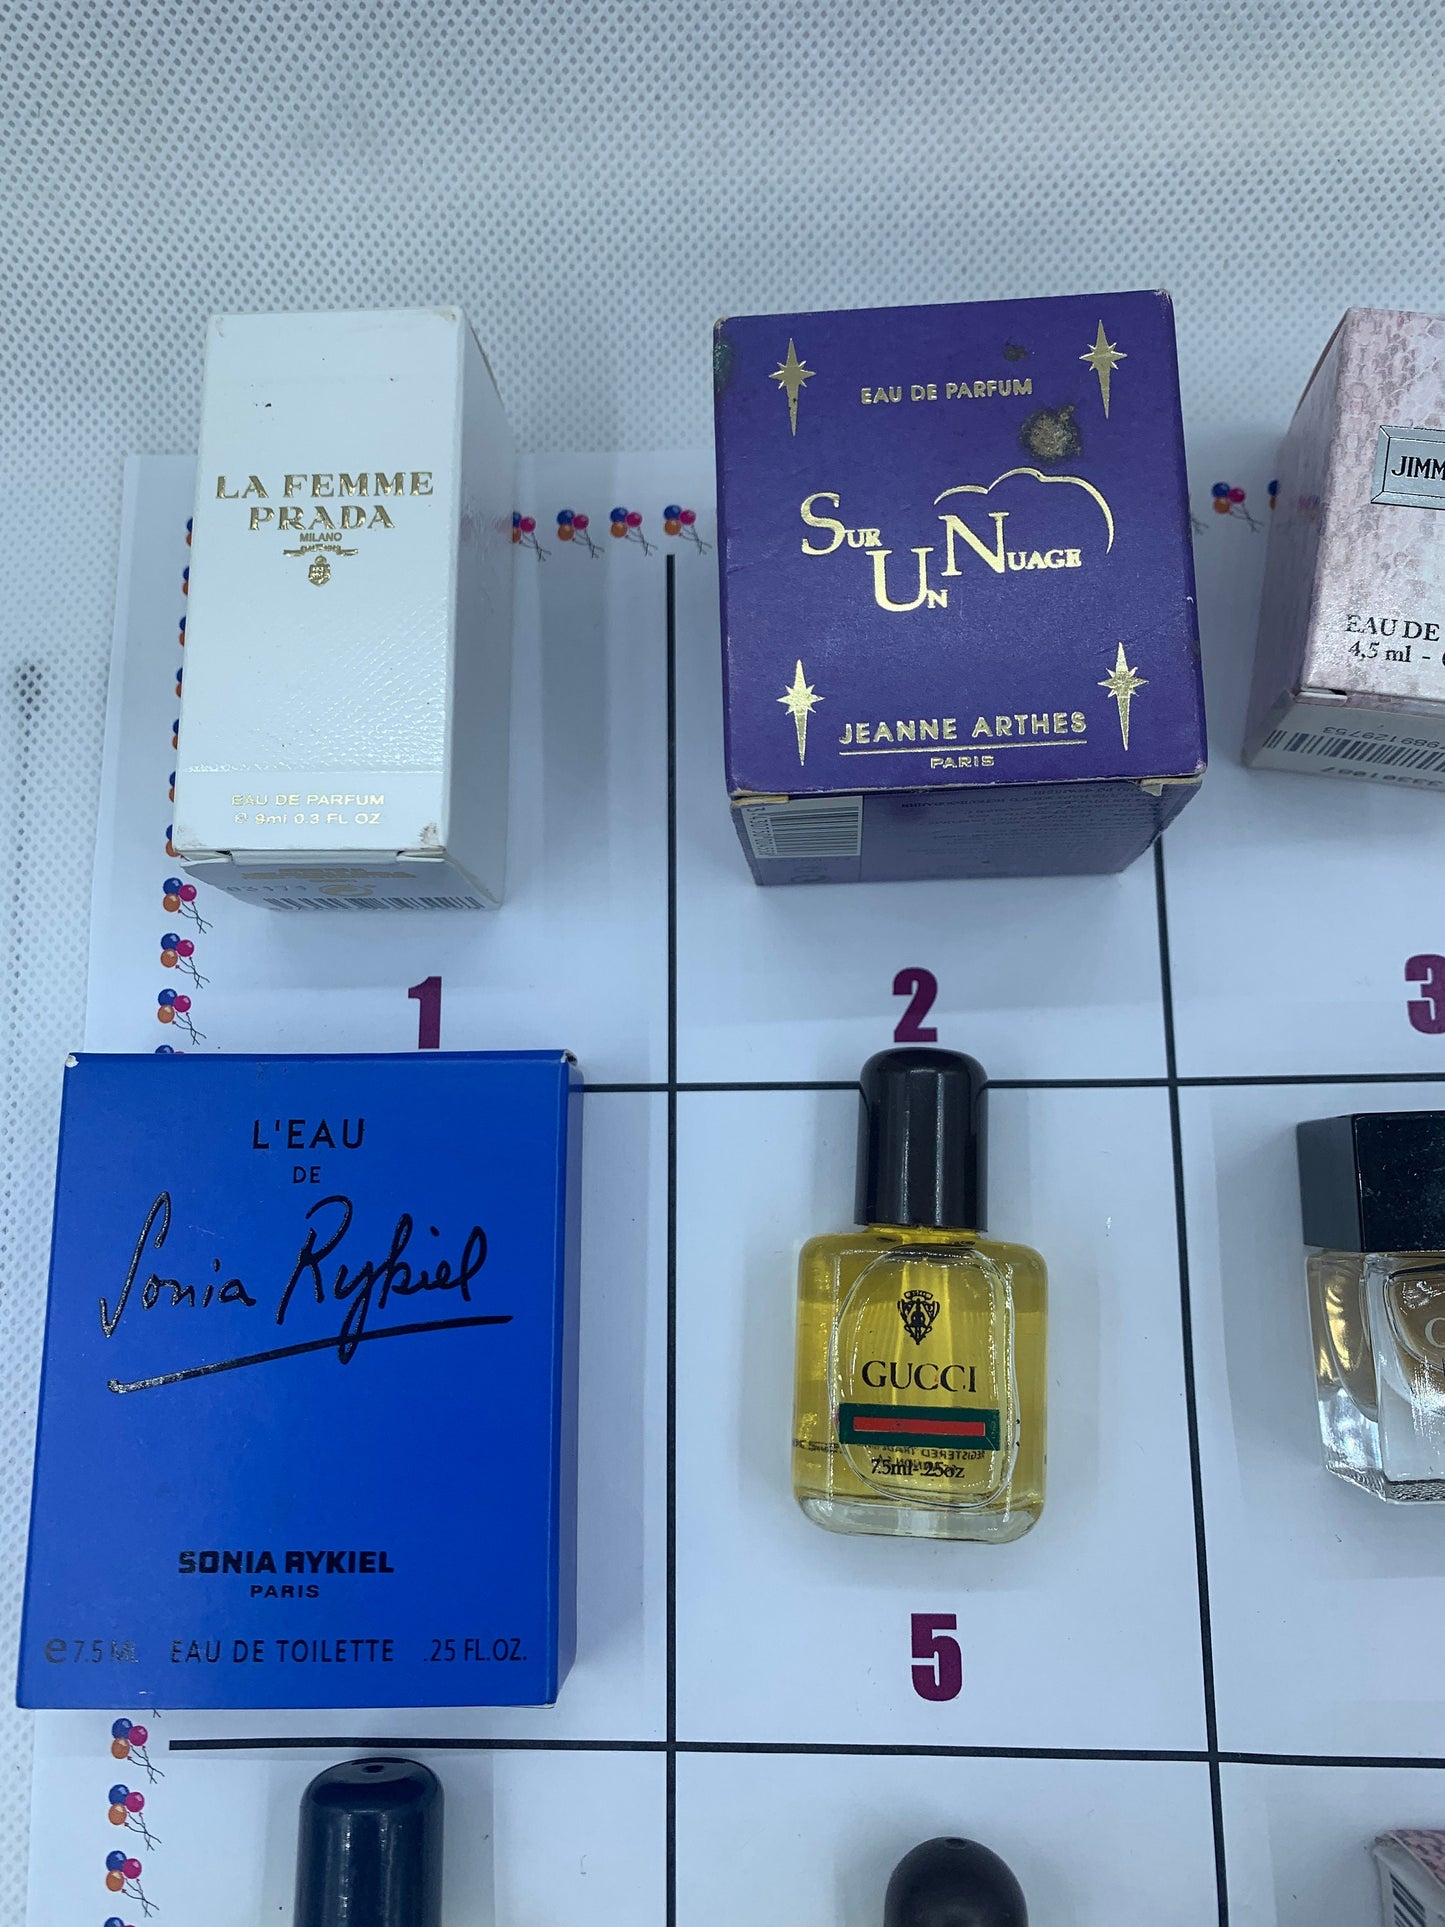 LA FEMME
PRADA
MILANO
EAU DE PARFUM
℮ 9ml 0.3 FL OZ
EAU DE PARFUM
SUR
UN
NUAGE
JEANNE ARTHES
PARIS
JIMM
EAU DE
4,5 ml -
1
2
3
L'EAU
DE
Sonia Rykiel
SONIA RYKIEL
PARIS
℮ 7.5 ML EAU DE TOILETTE .25 FL.OZ.
GUCCI
7.5ml-.25oz
5